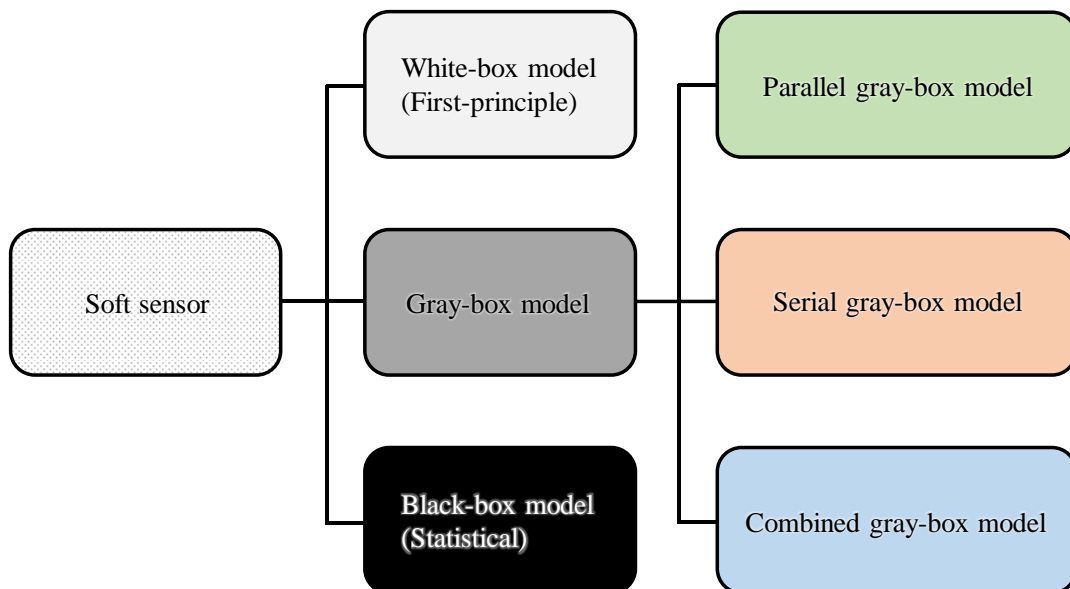 Soft sensor
White-box model
(First-principle)
Gray-box model
Black-box model
(Statistical)
Parallel gray-box model
Serial gray-box model
Combined gray-box model